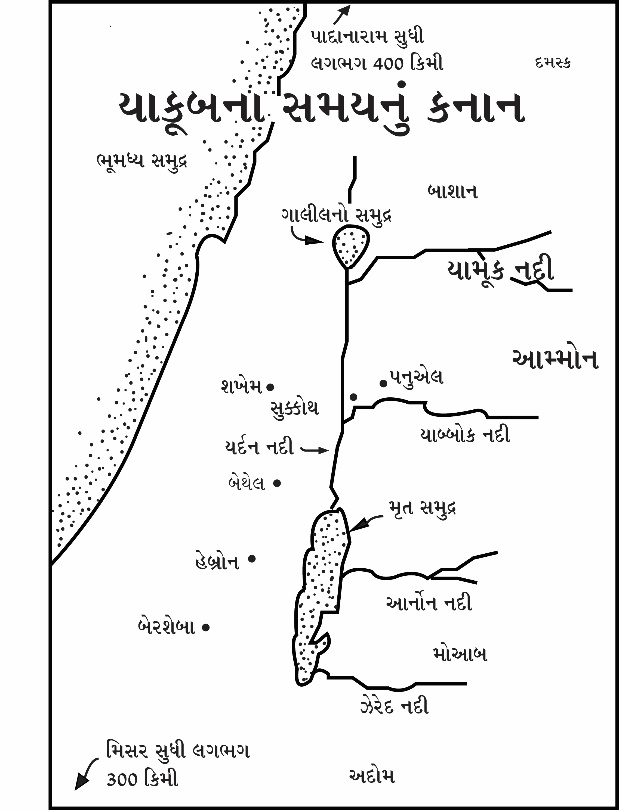 પાદાનારામ સુધી
લગભગ 400 કિમી
દમસ્ક
યાકૂબના સમયનું કનાન
ભૂમધ્ય સમુદ્ર
બાશાન
ગાલીલનો સમુદ્ર
યાર્મૂક નદી
આમ્મોન
પનુએલ
શખેમ
સુક્કોથ
યાબ્બોક નદી
યર્દન નદી
બેથેલ
મૃત સમુદ્ર
હેબ્રોન
આર્નોન નદી
બેરશેબા
મોઆબ
ઝેરેદ નદી
મિસર સુધી લગભગ
300 કિમી
અદોમ